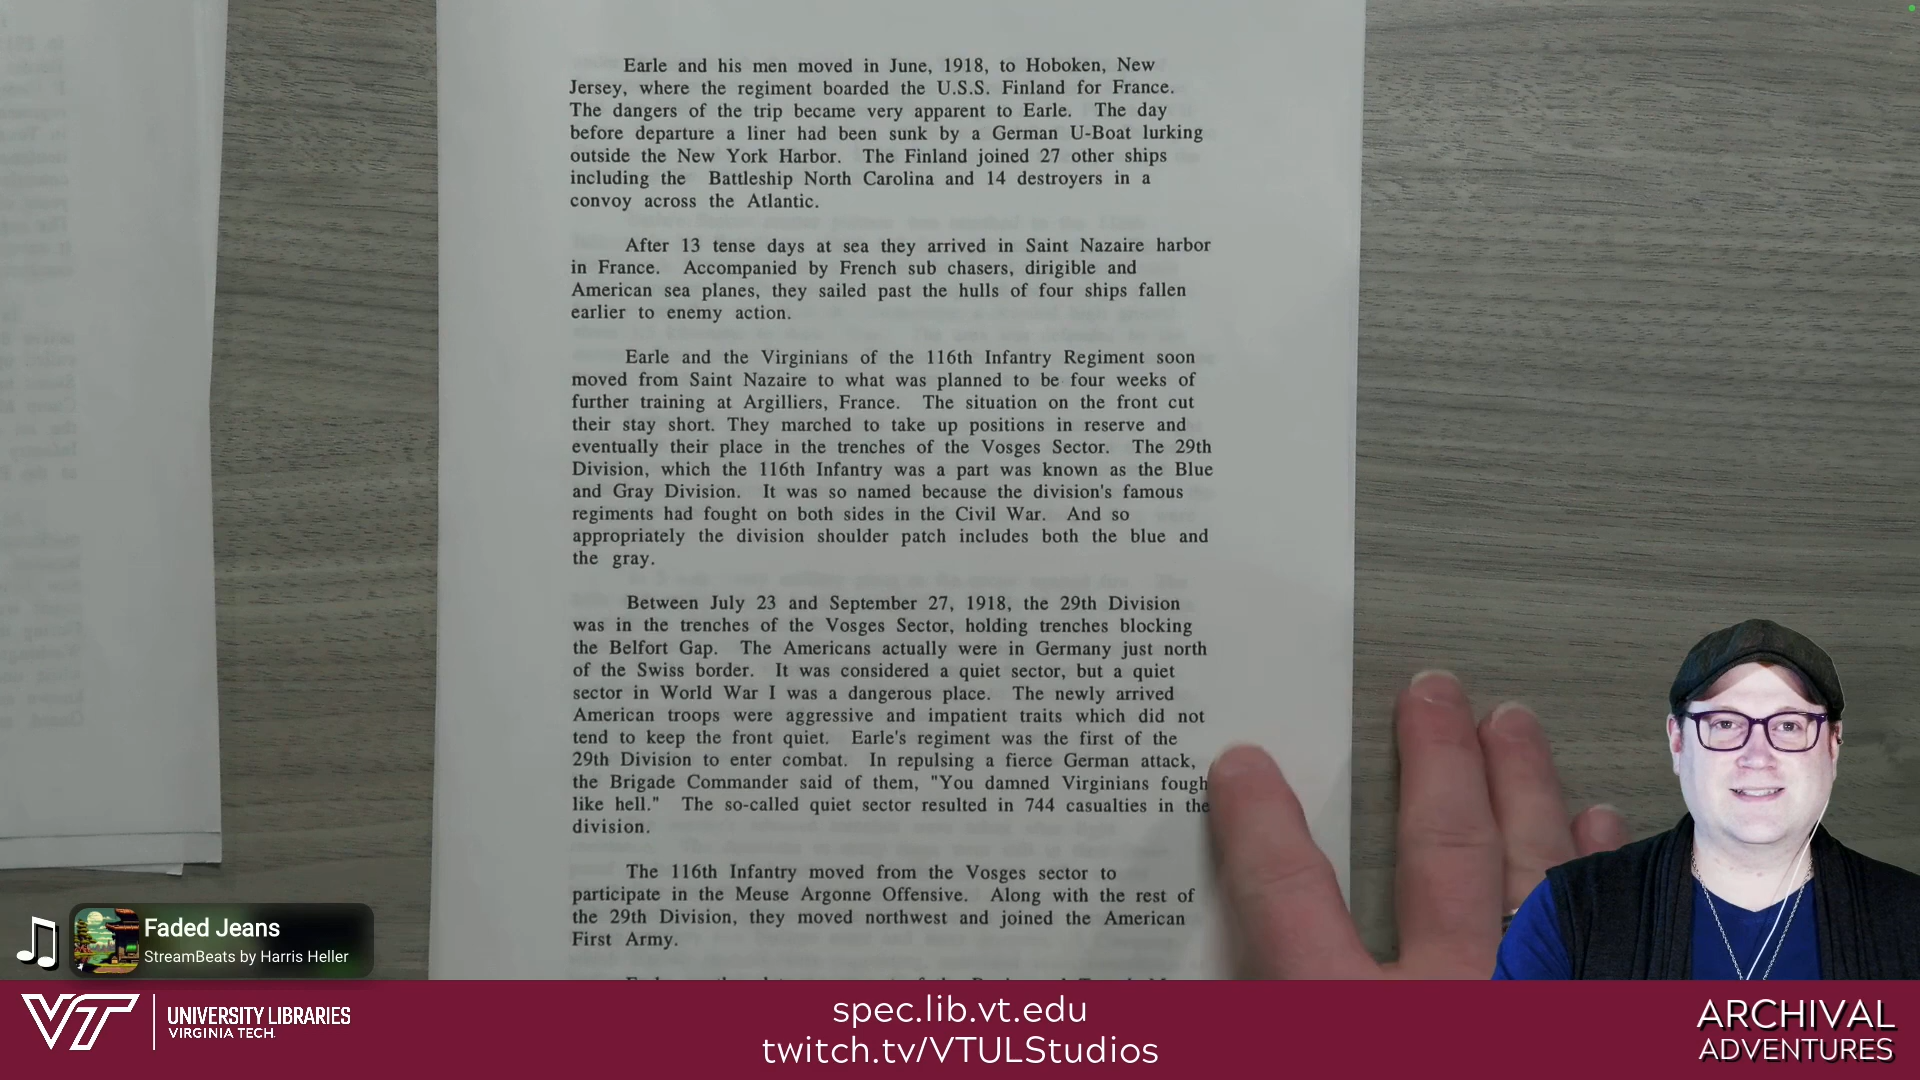 Earle and his men moved in June, 1918, to Hoboken, New
Jersey, where the regiment boarded the U.S.S. Finland for France.
The dangers of the trip became very apparent to Earle. The day
before departure a liner had been sunk by a German U-Boat lurking
outside the New York Harbor. The Finland joined 27 other ships
including the Battleship North Carolina and 14 destroyers in a
convoy across the Atlantic.
After 13 tense days at sea they arrived in Saint Nazaire harbor
in France. Accompanied by French sub chasers, dirigible and
American sea planes, they sailed past the hulls of four ships fallen
earlier to enemy action.
Earle and the Virginians of the 116th Infantry Regiment soon
moved from Saint Nazaire to what was planned to be four weeks of
further training at Argilliers, France. The situation on the front cut
their stay short. They marched to take up positions in reserve and
eventually their place in the trenches of the Vosges Sector. The 29th
Division, which the 116th Infantry was a part was known as the Blue
and Gray Division. It was so named because the division's famous
regiments had fought on both sides in the Civil War. And so
appropriately the division shoulder patch includes both the blue and
the gray.
Between July 23 and September 27, 1918, the 29th Division
was in the trenches of the Vosges Sector, holding trenches blocking
the Belfort Gap. The Americans actually were in Germany just north
of the Swiss border. It was considered a quiet sector, but a quiet
sector in World War I was a dangerous place. The newly arrived
American troops were aggressive and impatient traits which did not
tend to keep the front quiet. Earle's regiment was the first of the
29th Division to enter combat. In repulsing a fierce German attack,
the Brigade Commander said of them, "You damned Virginians fough
like hell." The so-called quiet sector resulted in 744 casualties in the
division.
The 116th Infantry moved from the Vosges sector to
participate in the Meuse Argonne Offensive. Along with the rest of
the 29th Division, they moved northwest and joined the American
First Army.
Faded Jeans
StreamBeats by Harris Heller
VT
UNIVERSITY LIBRARIES
VIRGINIA TECH.
spec.lib.vt.edu
twitch.tv/VTULStudios
ARCHIVAL
ADVENTURES